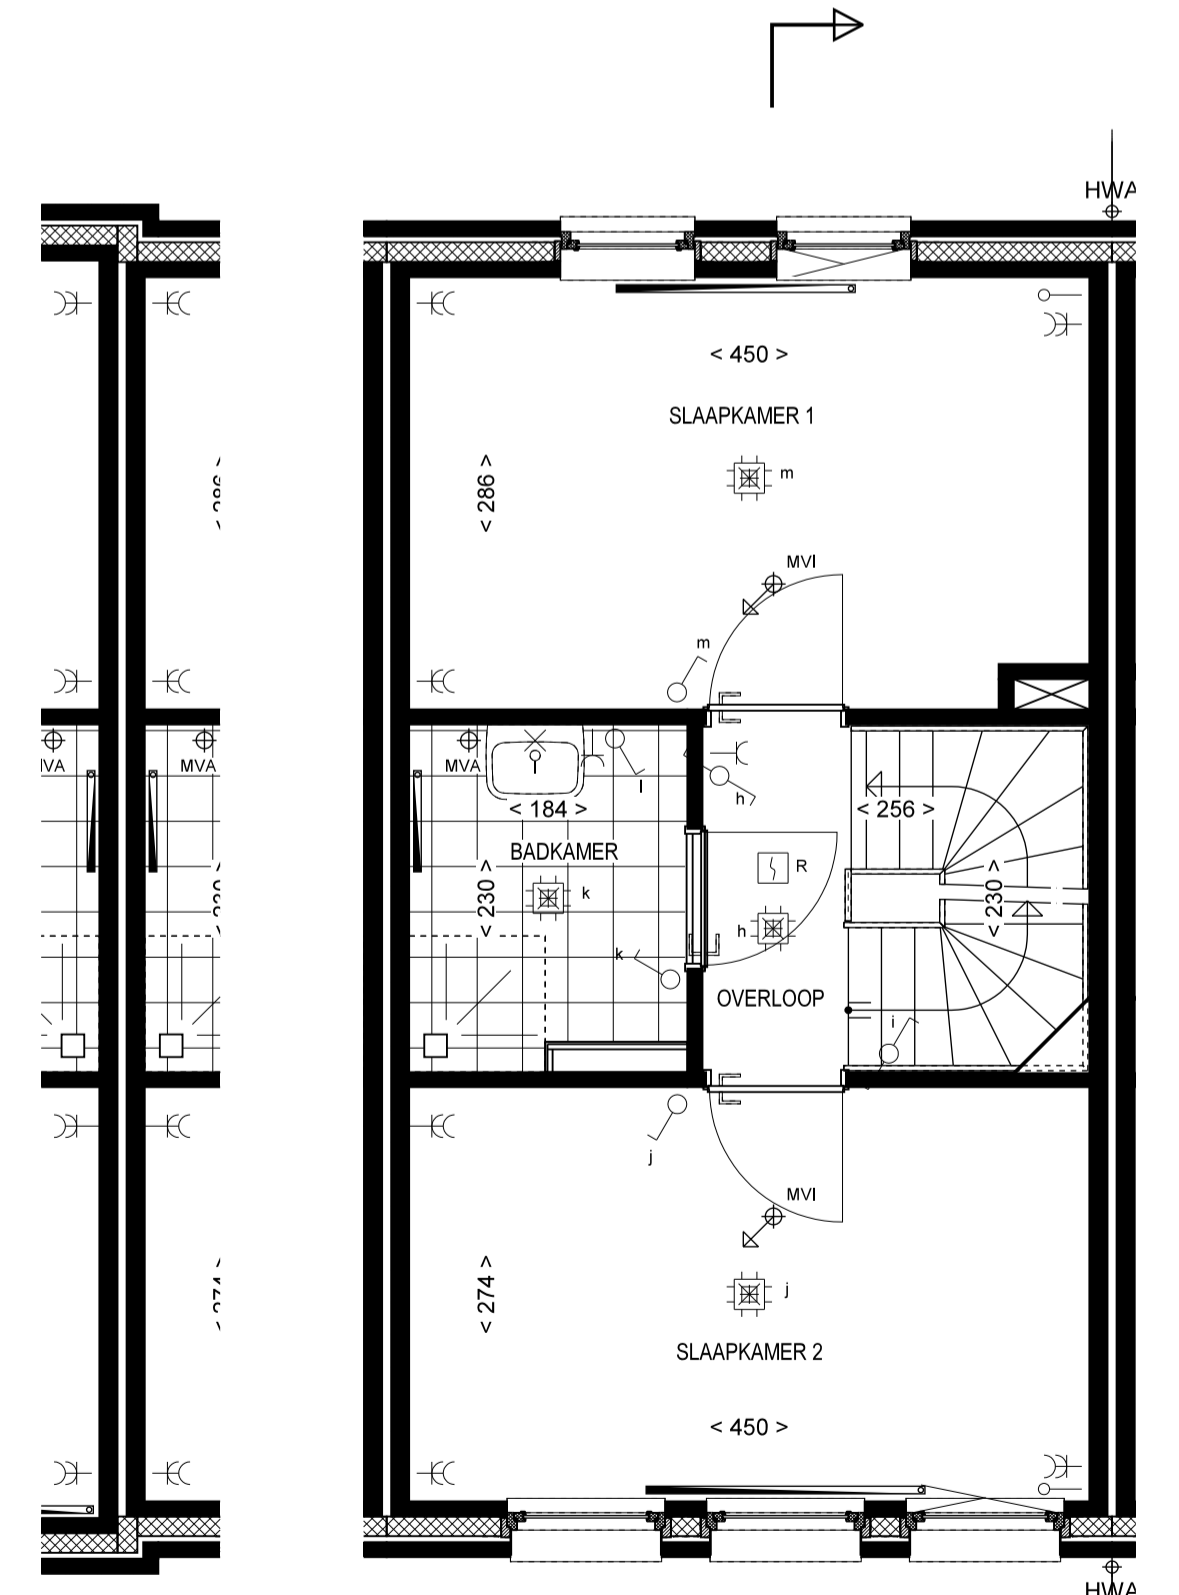 HWA
< 450 >
SLAAPKAMER 1
< 286 >
m
MVI
m
MVA
MVA
l
h
< 184 >
< 256 >
BADKAMER
R
k
< 230 >
< 230 >
h
k
OVERLOOP
i
j
MVI
< 274 >
j
SLAAPKAMER 2
< 450 >
HWA